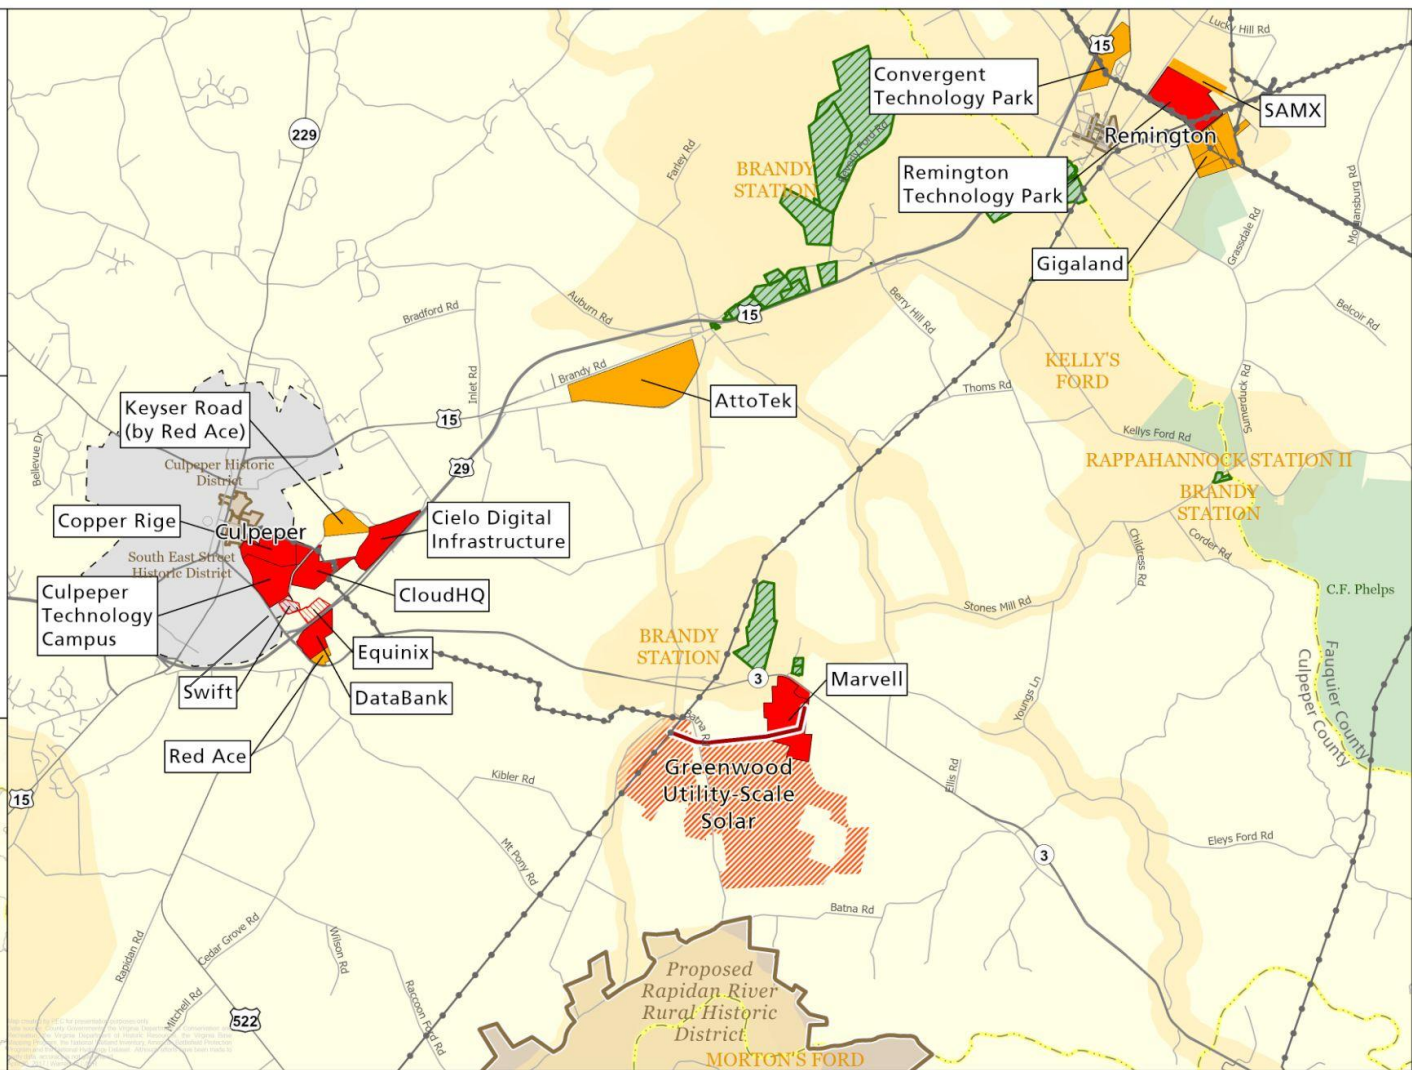 Lucky Hill Rd
15
Convergent
Technology Park
SAMX
229
Remington
Farley Rd
Beverly Ford Rd
BRANDY
STATION
Remington
Technology Park
Morgansburg Rd
Grassdale Rd
Gigaland
Bradford Rd
Auburn Rd
Berry Hill Rd
15
Belcoir Rd
KELLY'S
FORD
Brandy Rd
Inlet Rd
Thoms Rd
Sumerduck Rd
AttoTek
Keyser Road
(by Red Ace)
15
Bellevue Dr
Kellys Ford Rd
Culpeper Historic
District
29
RAPPAHANNOCK STATION II
BRANDY
STATION
Copper Rige
Culpeper
Cielo Digital
Infrastructure
South East Street
Historic District
Corder Rd
Childress Rd
Culpeper
Technology
Campus
CloudHQ
C.F. Phelps
Stones Mill Rd
BRANDY
STATION
Equinix
Fauquier County
Culpeper County
Swift
DataBank
3
Marvell
Youngs Ln
Batna R
Red Ace
Greenwood
Utility-Scale
Solar
Kibler Rd
Ellis Rd
15
Mt Pony Rd
3
Eleys Ford Rd
Batna Rd
Cedar Grove Rd
Rapidan Rd
Wilson Rd
Proposed
Rapidan River
Rural Historic
District
Mitchell Rd
Raccoon Ford Rd
522
MORTON'S FORD